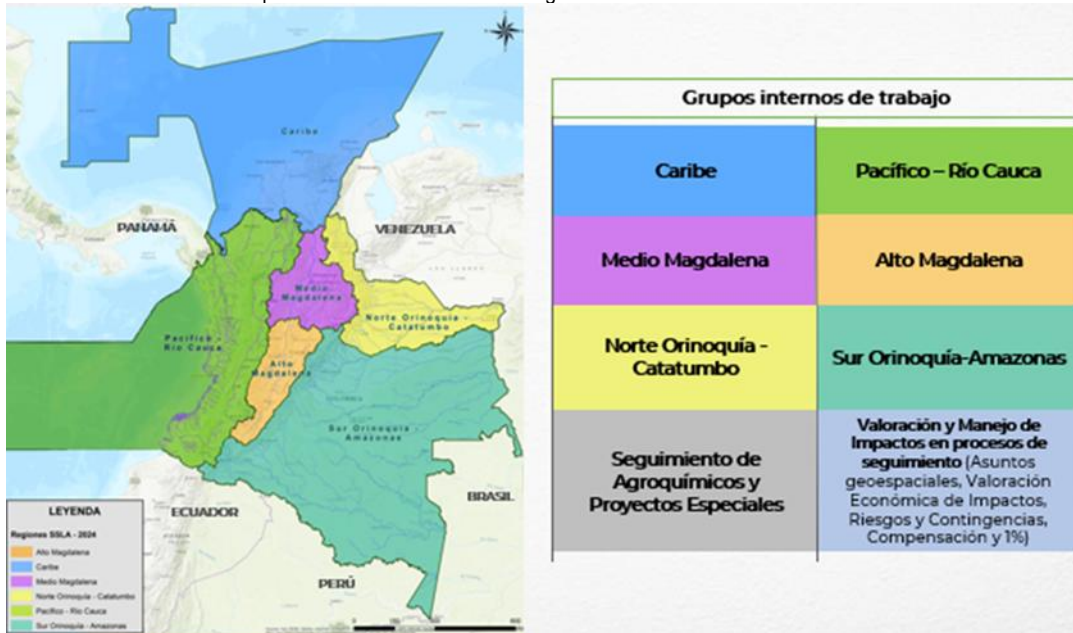 Caribe
PANAMÁ
VENEZUELA
Medio
Magdalena
Norte Orinoquía -
Catatumbo
Pacífico -
Río Cauca
Alto
Magdalena
Sur Orinoquía -
Amazonas
BRASIL
ECUADOR
PERÚ
LEYENDA
Regiones SSLA - 2024
Alto Magdalena
Caribe
Medio Magdalena
Norte Orinoquía - Catatumbo
Pacífico - Río Cauca
Sur Orinoquía - Amazonas
Grupos internos de trabajo
Caribe
Pacífico – Río Cauca
Medio Magdalena
Alto Magdalena
Norte Orinoquía -
Catatumbo
Sur Orinoquía-Amazonas
Seguimiento de
Agroquímicos y
Proyectos Especiales
Valoración y Manejo de
Impactos en procesos de
seguimiento (Asuntos
geoespaciales, Valoración
Económica de Impactos,
Riesgos y Contingencias,
Compensación y 1%)